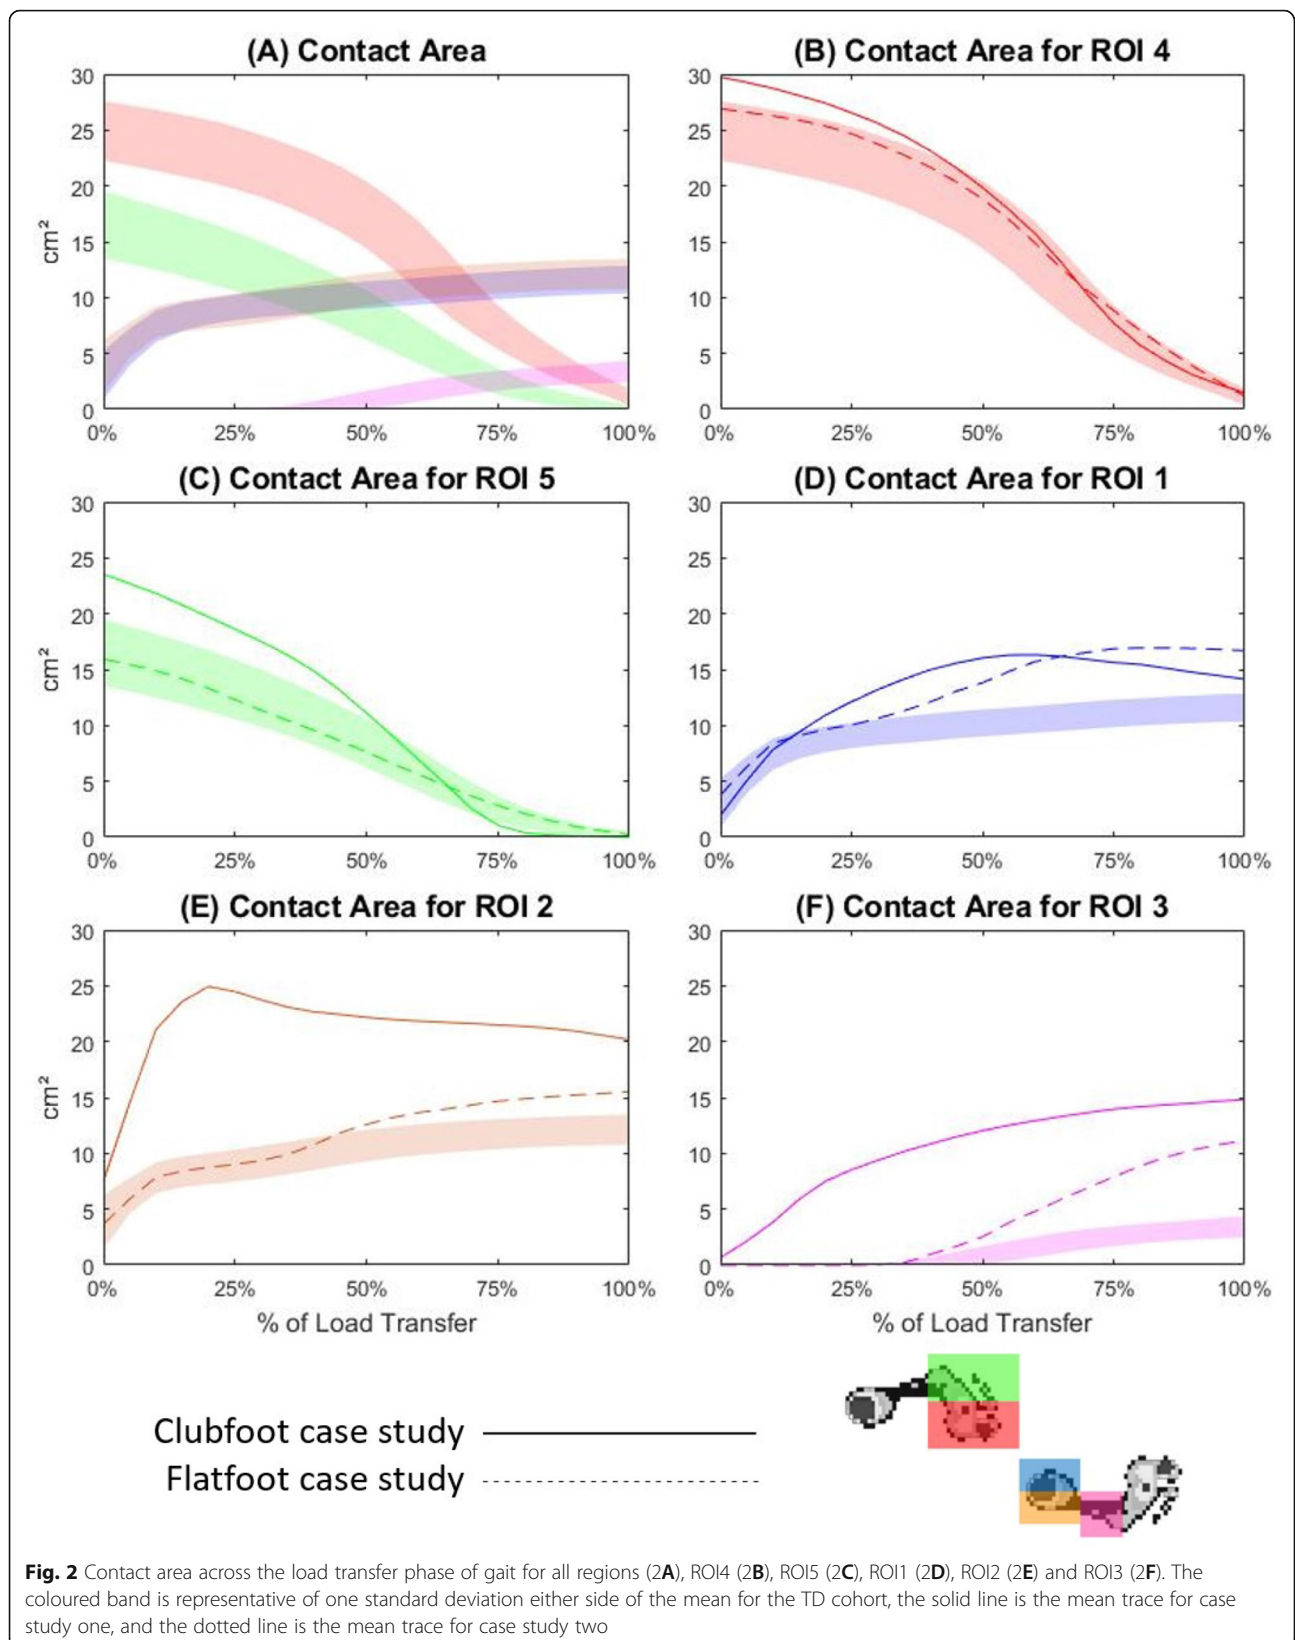 (A) Contact Area
(B) Contact Area for ROI 4
30
25
20
15
10
5
0
cm²
0% 25% 50% 75% 100%
30
25
20
15
10
5
0
0% 25% 50% 75% 100%
(C) Contact Area for ROI 5
(D) Contact Area for ROI 1
30
25
20
15
10
5
0
cm²
0% 25% 50% 75% 100%
30
25
20
15
10
5
0
0% 25% 50% 75% 100%
(E) Contact Area for ROI 2
(F) Contact Area for ROI 3
30
25
20
15
10
5
0
cm²
0% 25% 50% 75% 100%
% of Load Transfer
30
25
20
15
10
5
0
0% 25% 50% 75% 100%
% of Load Transfer
Clubfoot case study
Flatfoot case study
Fig. 2 Contact area across the load transfer phase of gait for all regions (2A), ROI4 (2B), ROI5 (2C), ROI1 (2D), ROI2 (2E) and ROI3 (2F). The
coloured band is representative of one standard deviation either side of the mean for the TD cohort, the solid line is the mean trace for case
study one, and the dotted line is the mean trace for case study two